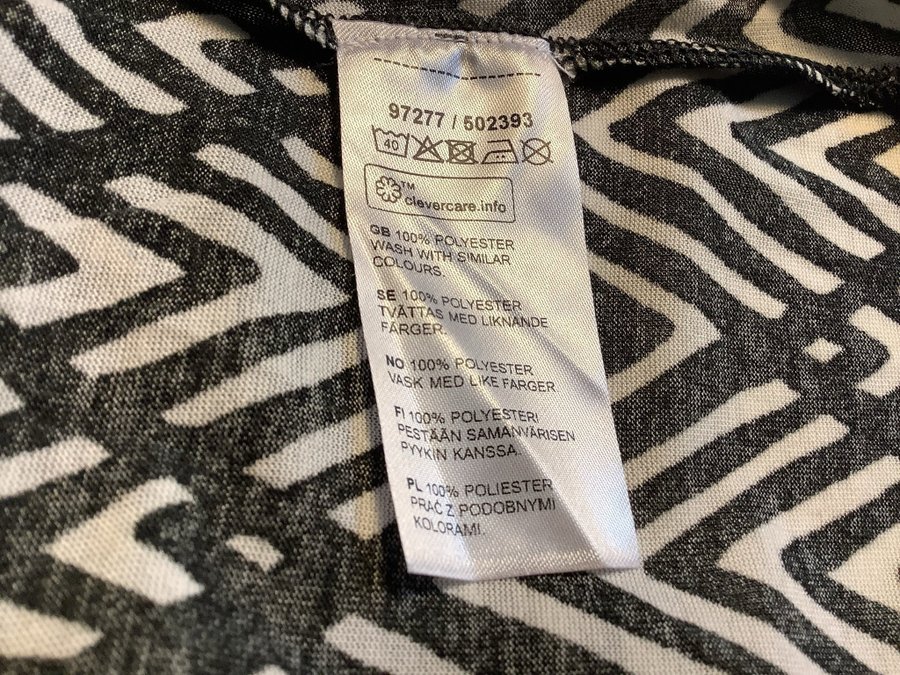 97277 / 502393
40
TM
clevercare.info
GB 100% POLYESTER
WASH WITH SIMILAR
COLOURS.
SE 100% POLYESTER
TVÄTTAS MED LIKNANDE
FÄRGER.
NO 100% POLYESTER
VASK MED LIKE FARGER
FI 100% POLYESTERI
PESTÄÄN SAMANVÄRISEN
PYYKIN KANSSA.
PL 100% POLIESTER
PRAĆ Z PODOBNYMI
KOLORAMI.